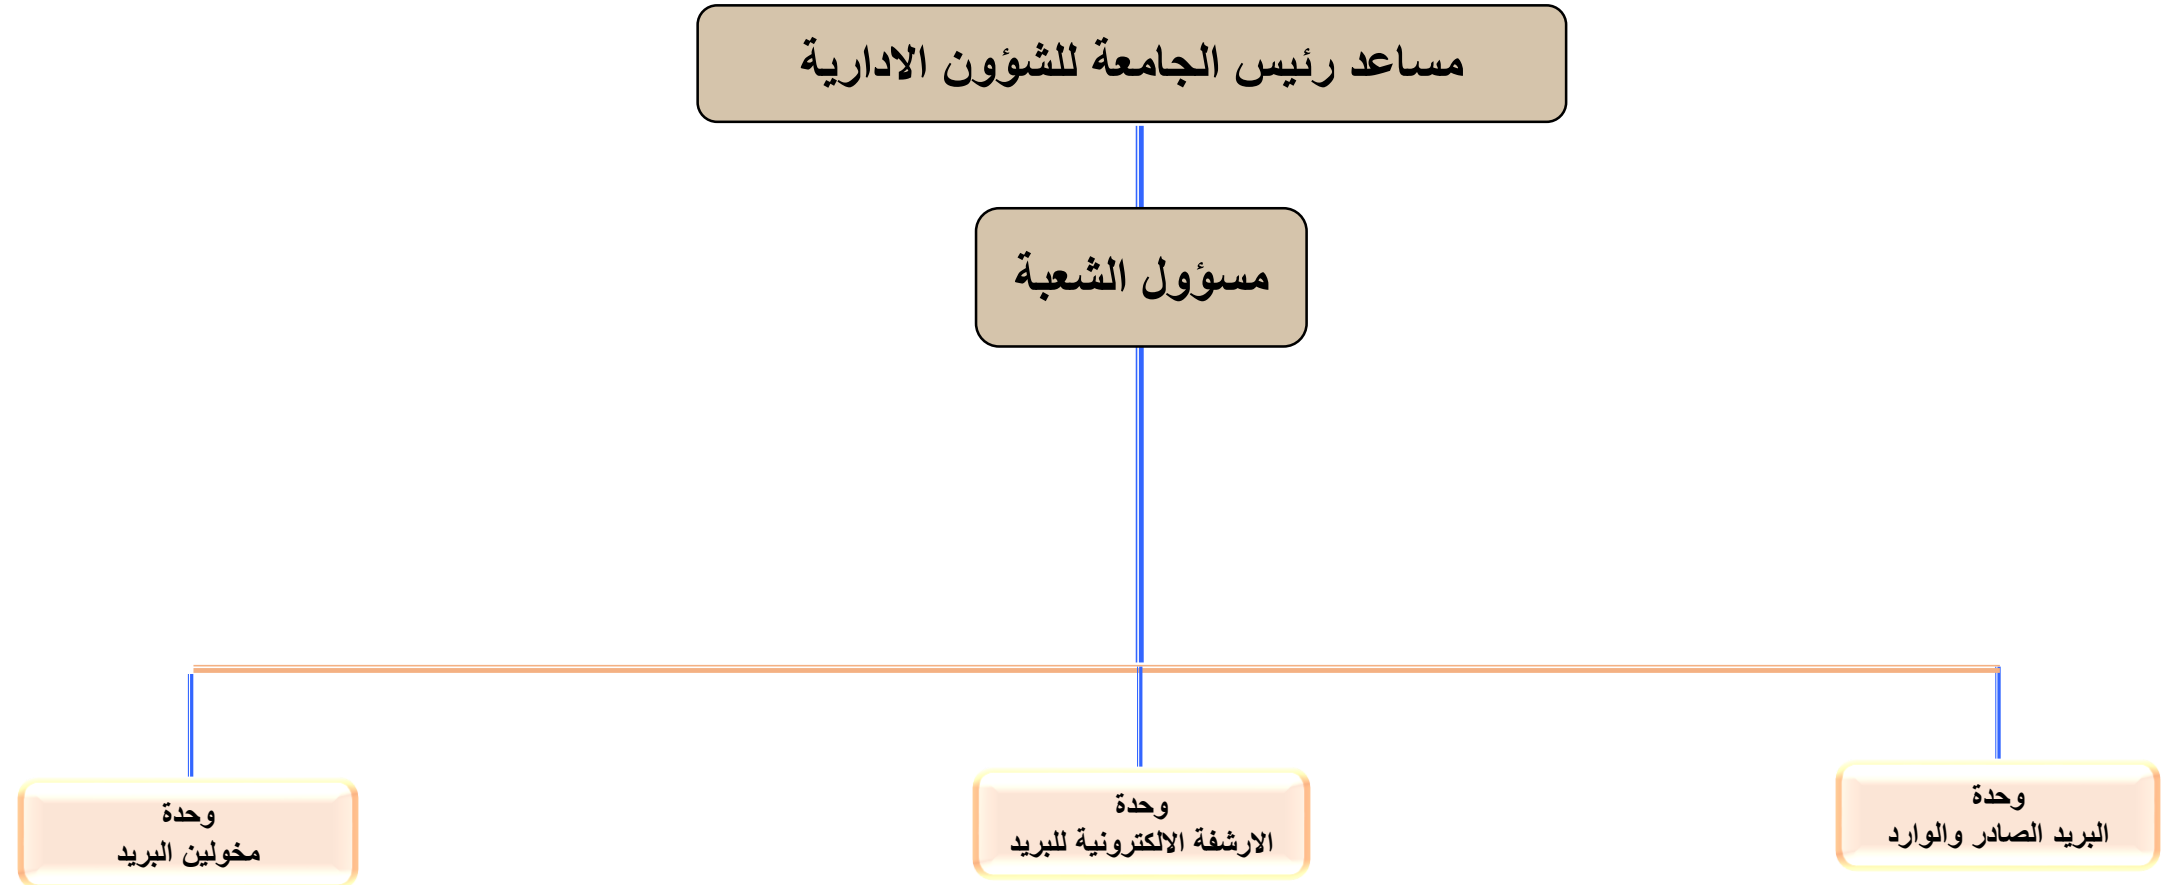 مساعد رئيس الجامعة للشؤون الادارية
مسؤول الشعبة
وحدة
البريد الصادر والوارد
وحدة
الارشفة الالكترونية للبريد
وحدة
مخولين البريد